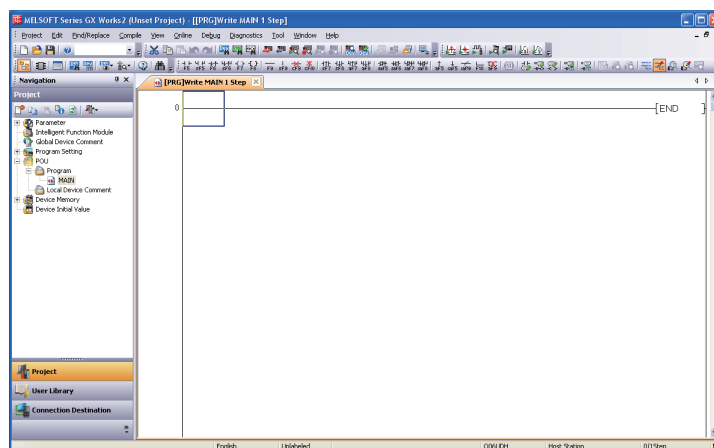 MELSOFT Series GX Works2 (Unset Project) - [[PRG]Write MAIN 1 Step]
Project Edit Find/Replace Compile View Online Debug Diagnostics Tool Window Help
Navigation
[PRG]Write MAIN 1 Step
Project
0
END
Parameter
Intelligent Function Module
Global Device Comment
Program Setting
POU
Program
MAIN
Local Device Comment
Device Memory
Device Initial Value
Project
User Library
Connection Destination
English Unlabeled Q06UDH Host Station 0/1Step